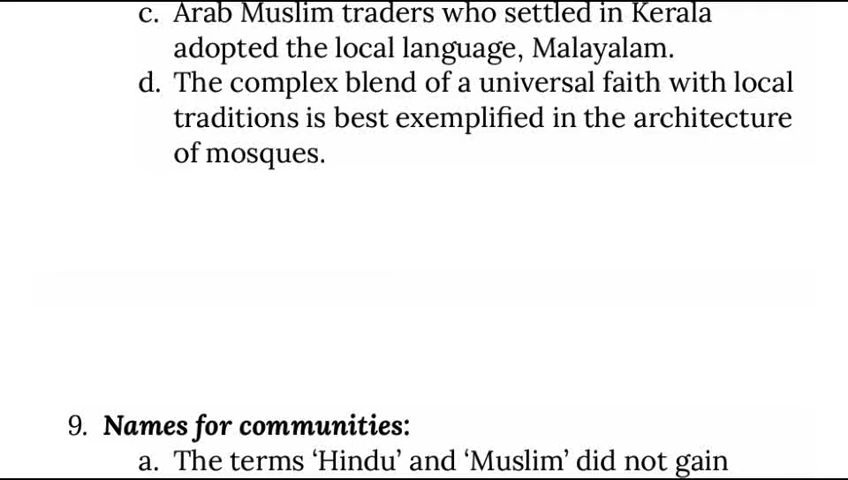 c. Arab Muslim traders who settled in Kerala
adopted the local language, Malayalam.
d. The complex blend of a universal faith with local
traditions is best exemplified in the architecture
of mosques.
9. Names for communities:
a. The terms ‘Hindu’ and ‘Muslim’ did not gain